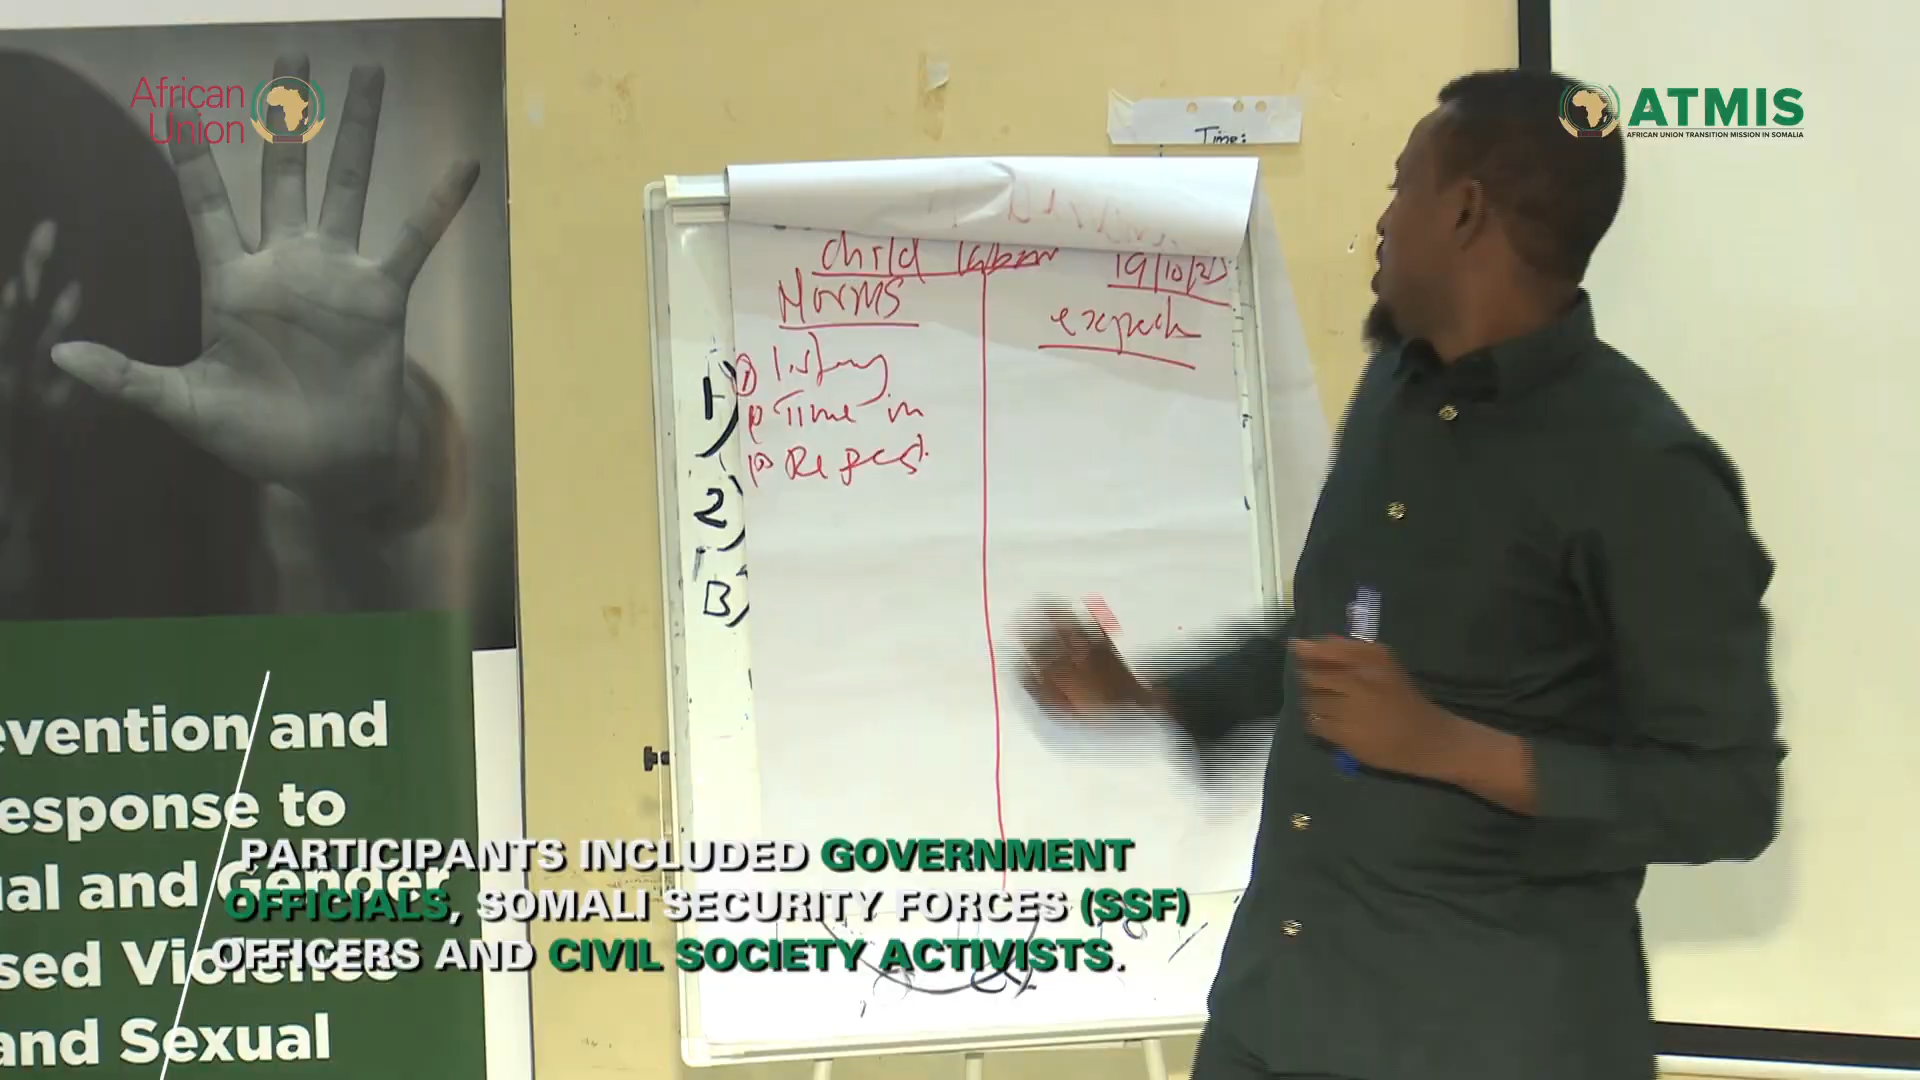 African
Union
ATMIS
AFRICAN UNION TRANSITION MISSION IN SOMALIA
Time:
child labour
19/10/23
Norms
expect
1)
Time in
2)
3)
evention and
esponse to
ual and Gender
sed Violence
and Sexual
PARTICIPANTS INCLUDED GOVERNMENT
OFFICIALS, SOMALI SECURITY FORCES (SSF)
OFFICERS AND CIVIL SOCIETY ACTIVISTS.